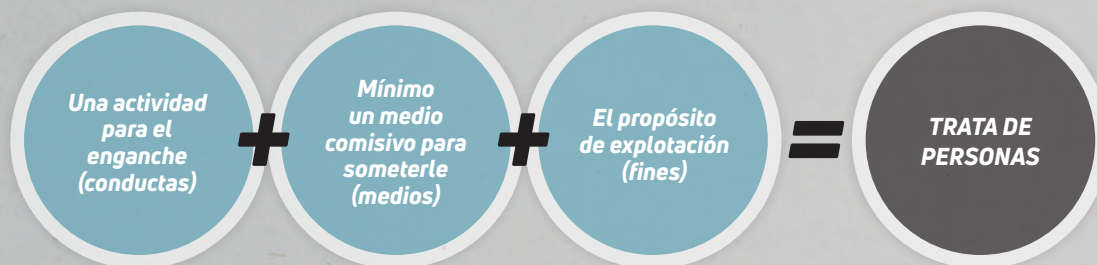 Una actividad
para el
enganche
(conductas)
+
Mínimo
un medio
comisivo para
someterle
(medios)
+
El propósito
de explotación
(fines)
=
TRATA DE
PERSONAS